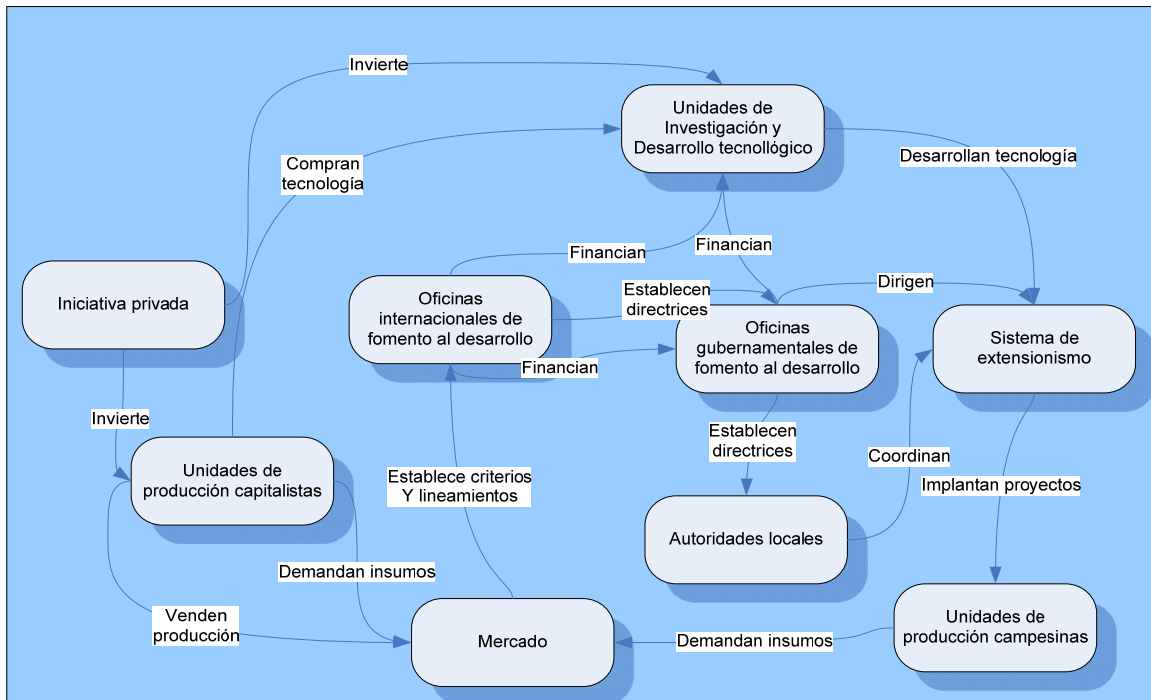 Invierte
Unidades de
Investigación y
Desarrollo tecnollógico
Compran
tecnología
Desarrollan tecnología
Financian
Financian
Iniciativa privada
Oficinas
internacionales de
fomento al desarrollo
Establecen
directrices
Dirigen
Oficinas
gubernamentales de
fomento al desarrollo
Sistema de
extensionismo
Financian
Invierte
Establecen
directrices
Coordinan
Unidades de
producción capitalistas
Establece criterios
Y lineamientos
Implantan proyectos
Autoridades locales
Demandan insumos
Venden
producción
Mercado
Demandan insumos
Unidades de
producción campesinas